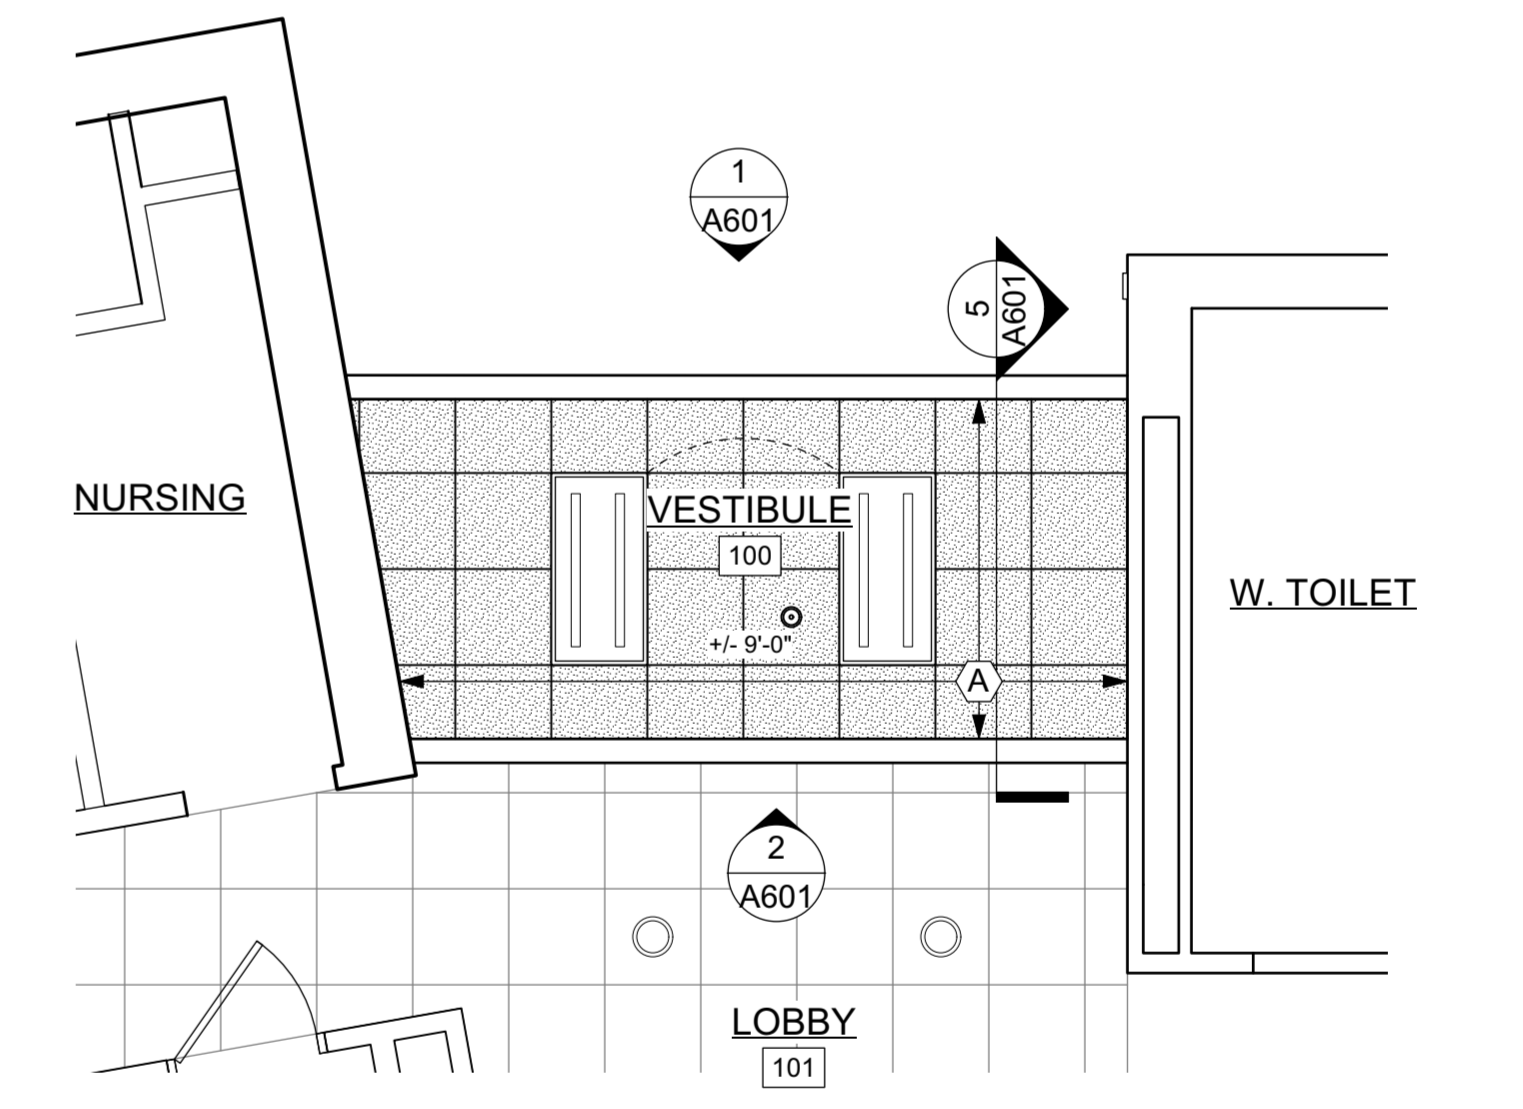 1
A601
5
A601
NURSING
VESTIBULE
100
W. TOILET
+/- 9'-0"
A
2
A601
LOBBY
101